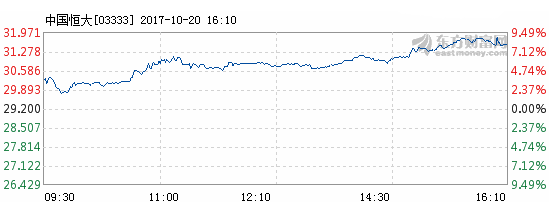 中国恒大[03333] 2017-10-20 16:10
31.971 9.49%
东方财富网
31.278 7.12%
eastmoney.com
30.586 4.74%
29.893 2.37%
29.200 0.00%
28.507 2.37%
27.814 4.74%
27.122 7.12%
26.429 9.49%
09:30 11:00 12:10 14:30 16:10